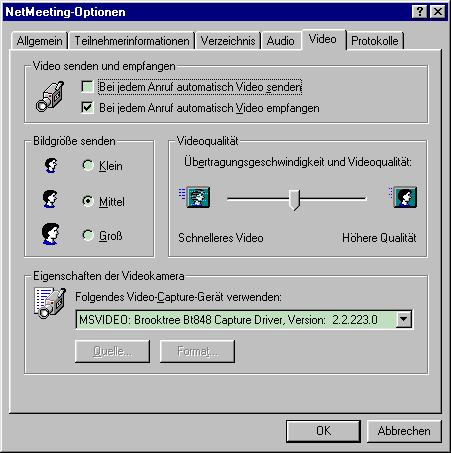 NetMeeting-Optionen
Allgemein Teilnehmerinformationen Verzeichnis Audio Video Protokolle
Video senden und empfangen
Bei jedem Anruf automatisch Video senden
Bei jedem Anruf automatisch Video empfangen
Bildgröße senden
Klein
Mittel
Groß
Videoqualität
Übertragungsgeschwindigkeit und Videoqualität:
Schnelleres Video Höhere Qualität
Eigenschaften der Videokamera
Folgendes Video-Capture-Gerät verwenden:
MSVIDEO: Brooktree Bt848 Capture Driver, Version: 2.2.223.0
Quelle... Format...
OK Abbrechen